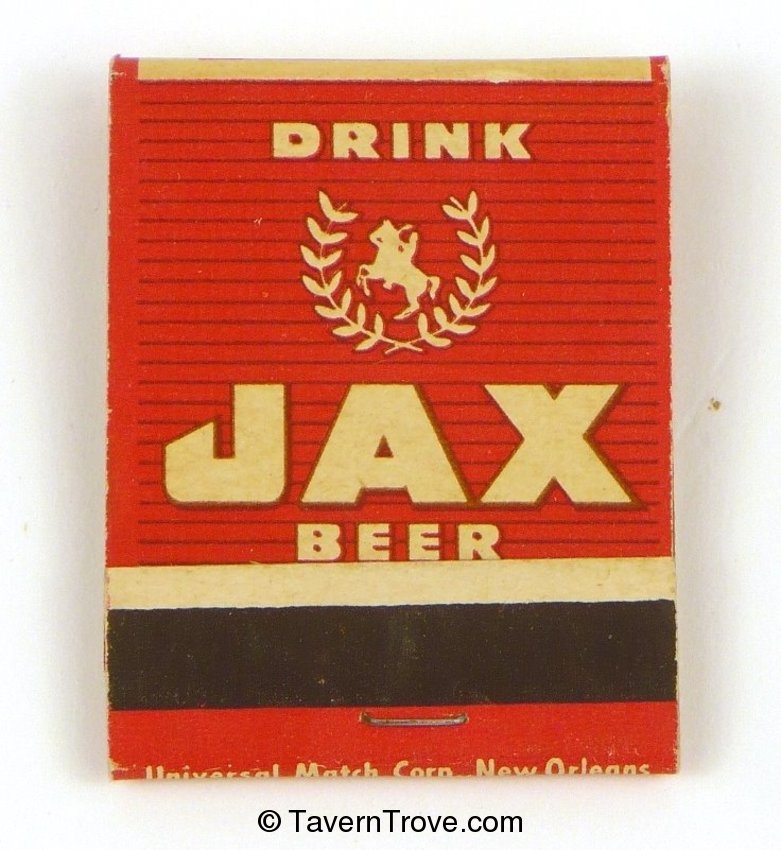 DRINK
JAX
BEER
Universal Match Corp. New Orleans
© TavernTrove.com